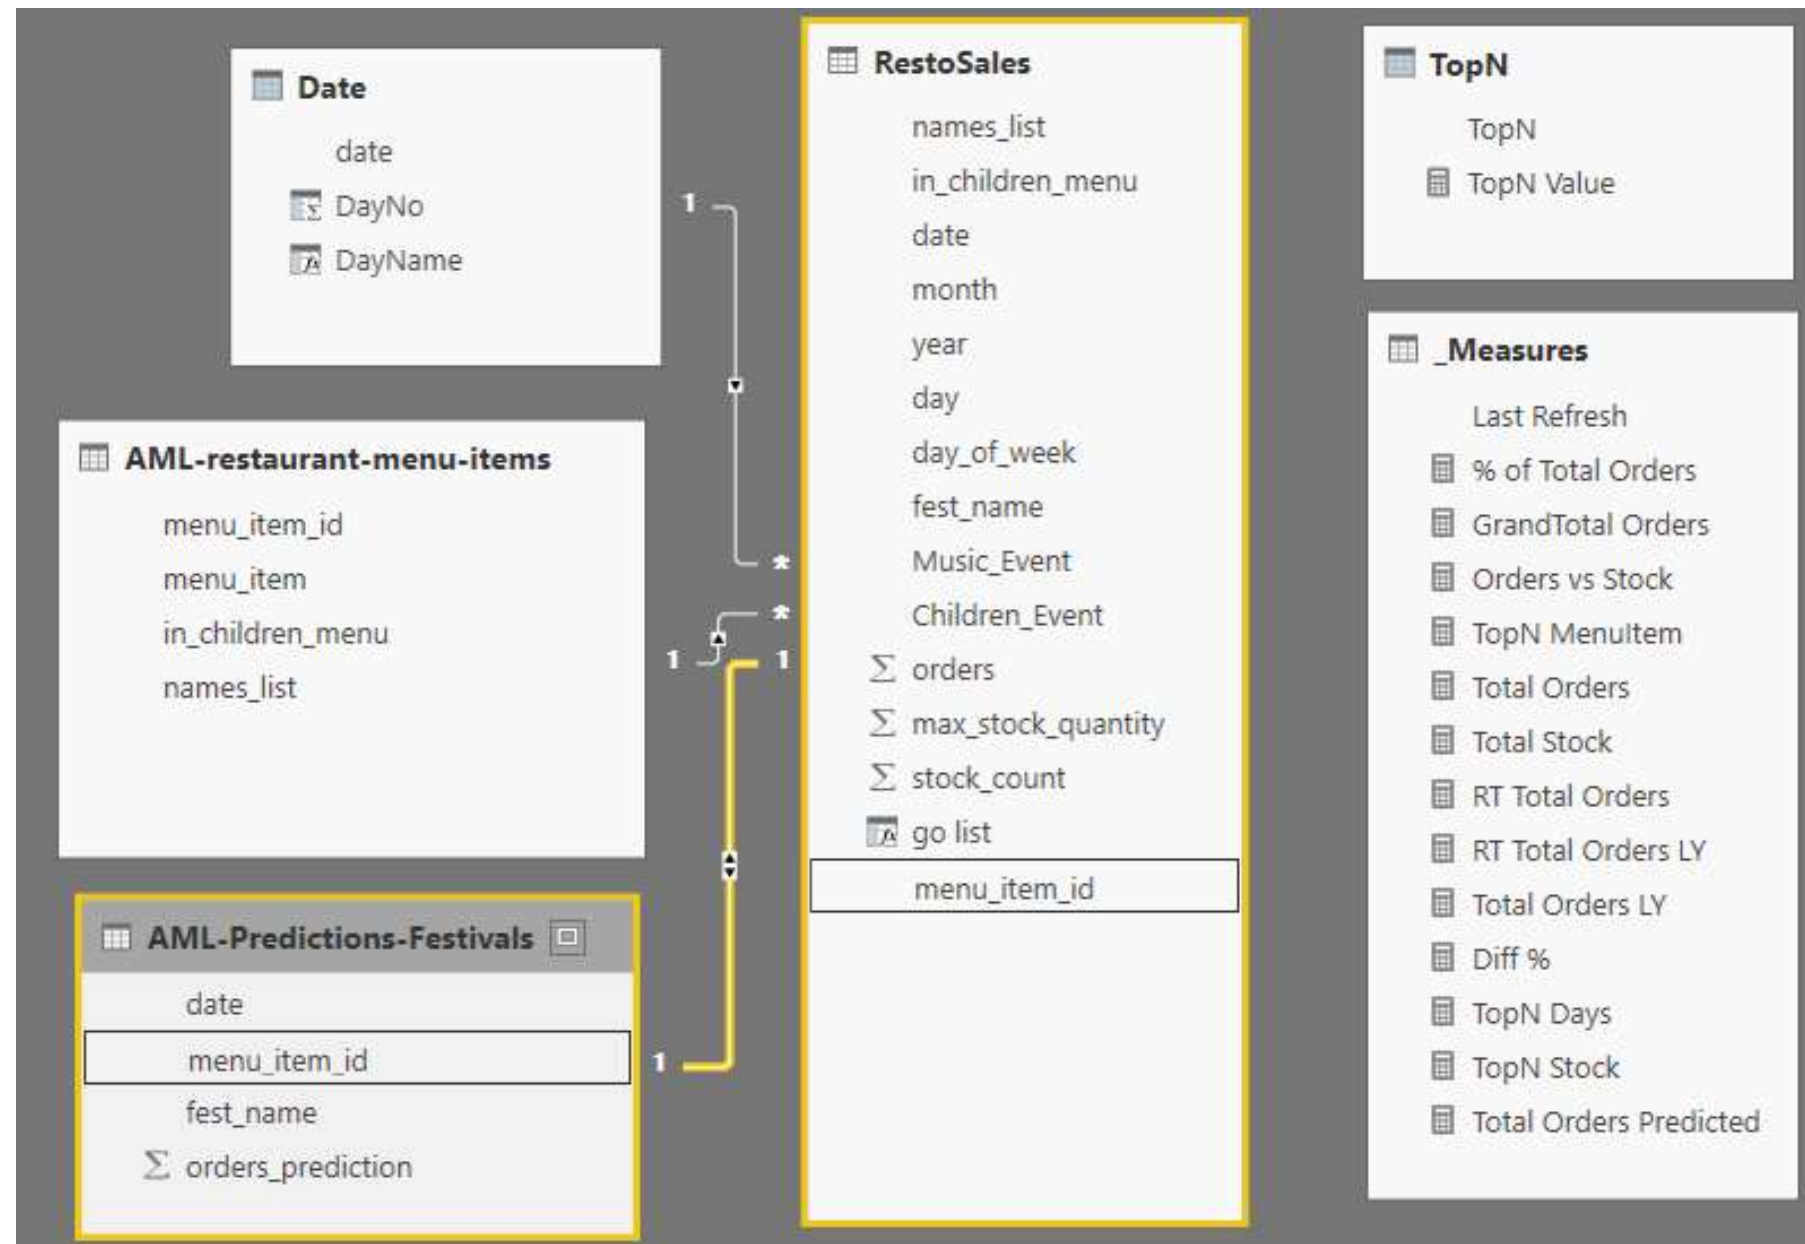 Date
date
DayNo
DayName
1
*
AML-restaurant-menu-items
menu_item_id
menu_item
in_children_menu
names_list
1
*
AML-Predictions-Festivals
date
menu_item_id
fest_name
Σ orders_prediction
1
1
RestoSales
names_list
in_children_menu
date
month
year
day
day_of_week
fest_name
Music_Event
Children_Event
Σ orders
Σ max_stock_quantity
Σ stock_count
go list
menu_item_id
TopN
TopN
TopN Value
_Measures
Last Refresh
% of Total Orders
GrandTotal Orders
Orders vs Stock
TopN MenuItem
Total Orders
Total Stock
RT Total Orders
RT Total Orders LY
Total Orders LY
Diff %
TopN Days
TopN Stock
Total Orders Predicted